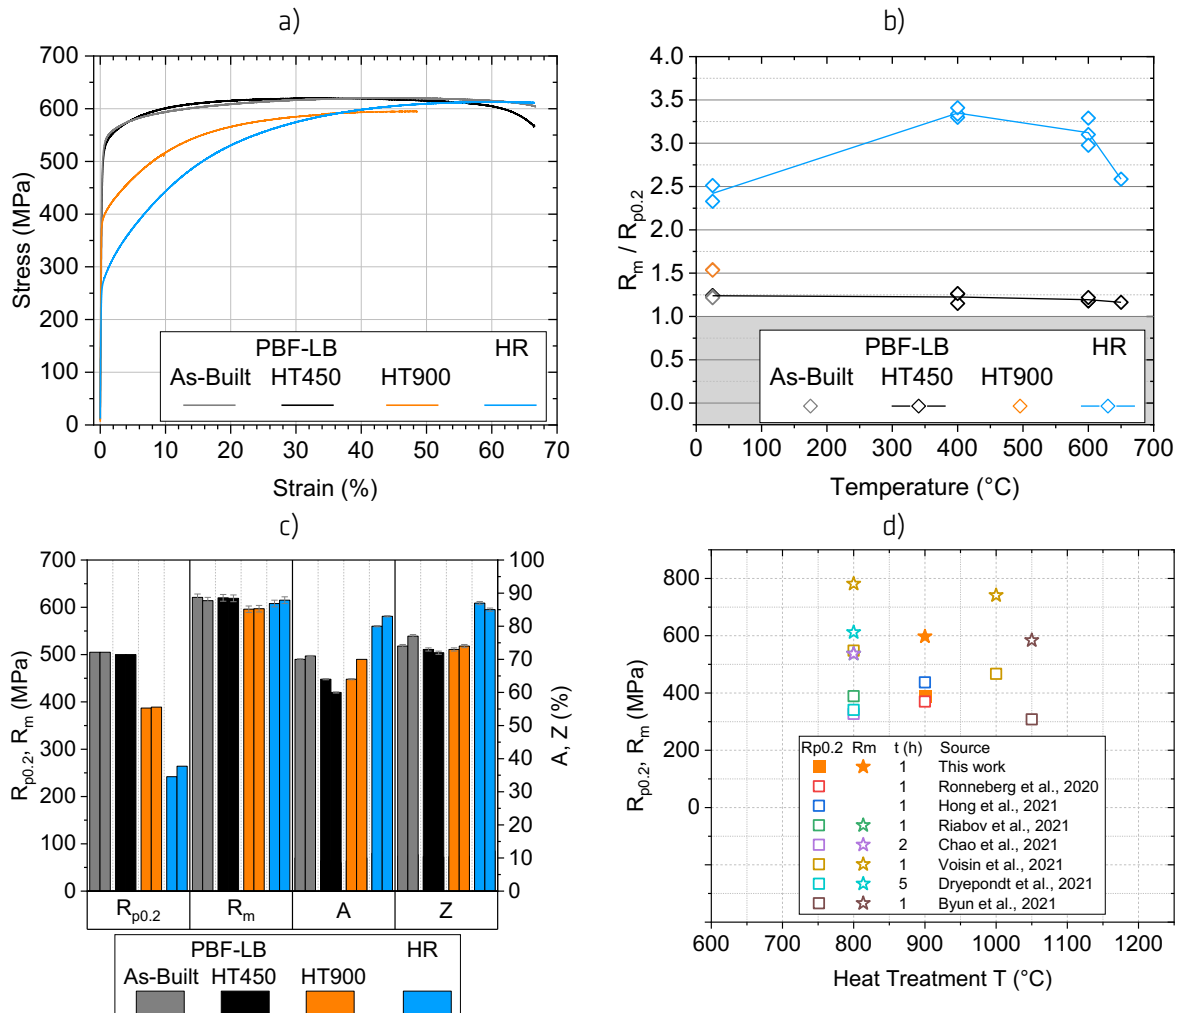 a)
700
600
500
400
300
200
100
0
Stress (MPa)
0 10 20 30 40 50 60 70
Strain (%)
PBF-LB HR
As-Built HT450 HT900
b)
4.0
3.5
3.0
2.5
2.0
1.5
1.0
0.5
0.0
Rm / Rp0.2
0 100 200 300 400 500 600 700
Temperature (°C)
PBF-LB HR
As-Built HT450 HT900
c)
700
600
500
400
300
200
100
0
Rp0.2, Rm (MPa)
100
90
80
70
60
50
40
30
20
10
0
A, Z (%)
Rp0.2 Rm A Z
PBF-LB HR
As-Built HT450 HT900
d)
800
600
400
200
0
Rp0.2, Rm (MPa)
Rp0.2 Rm t (h) Source
1 This work
1 Ronneberg et al., 2020
1 Hong et al., 2021
1 Riabov et al., 2021
2 Chao et al., 2021
1 Voisin et al., 2021
5 Dryepondt et al., 2021
1 Byun et al., 2021
600 700 800 900 1000 1100 1200
Heat Treatment T (°C)